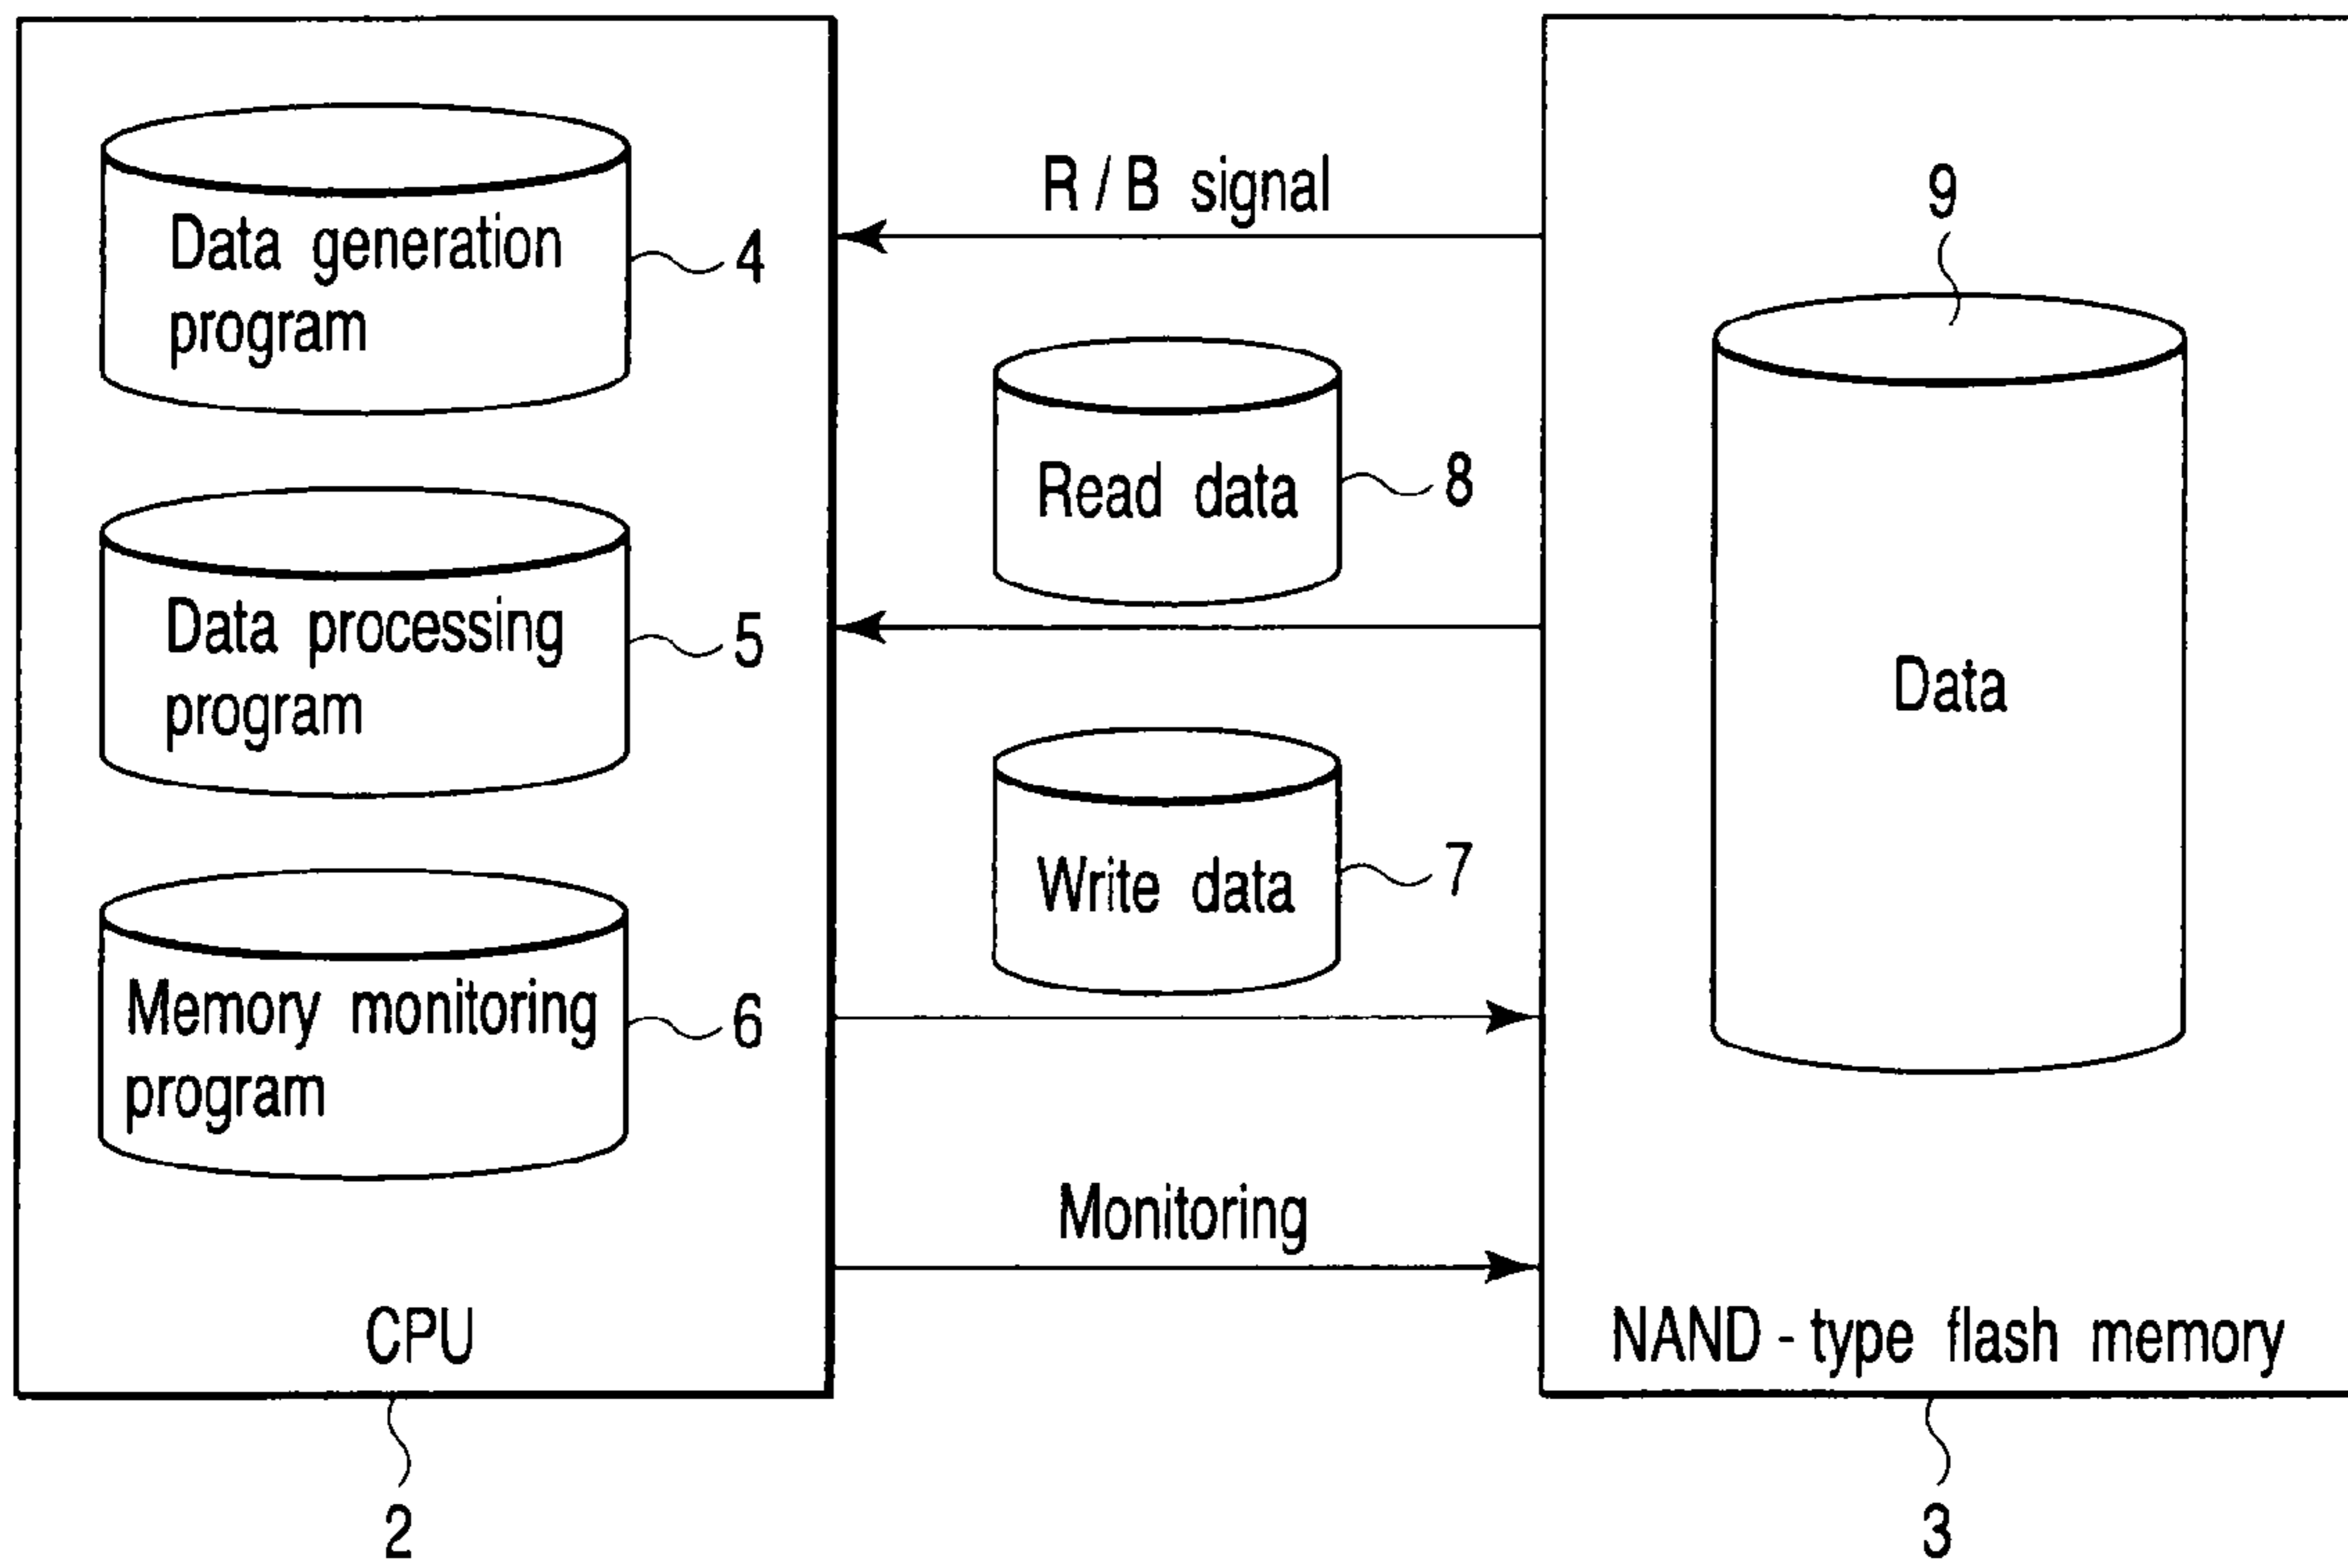 Data generation
program
4
Data processing
program
5
Memory monitoring
program
6
CPU
2
R / B signal
Read data
8
Write data
7
Monitoring
9
Data
NAND - type flash memory
3